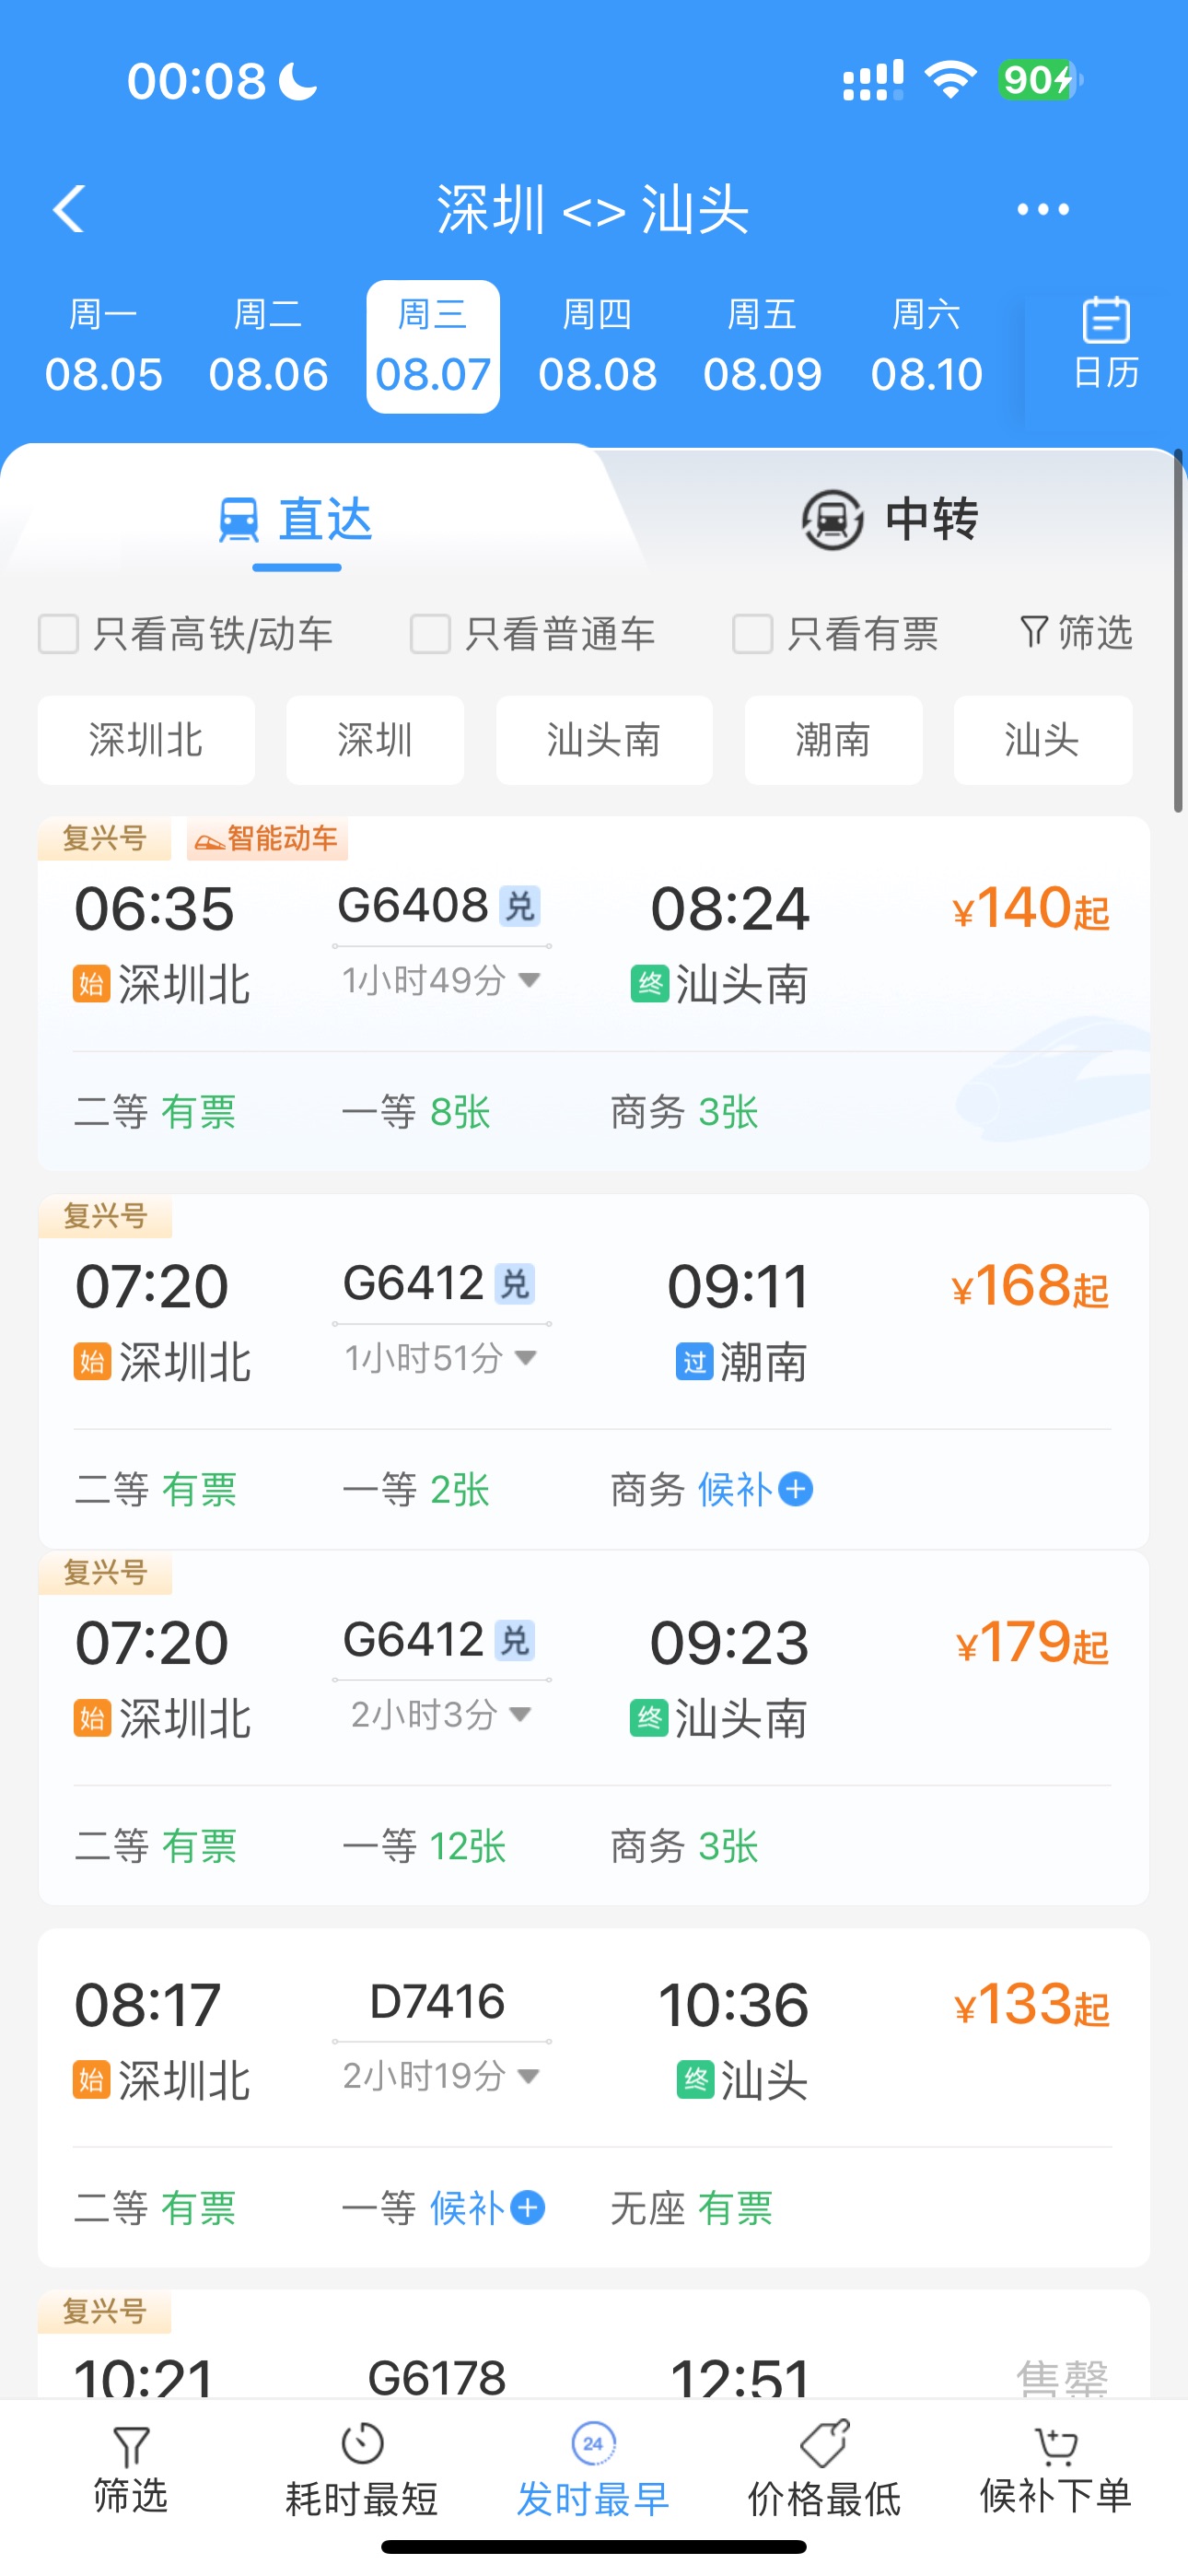 00:08 90
深圳 <> 汕头
周一 周二 周三 周四 周五 周六
08.05 08.06 08.07 08.08 08.09 08.10 日历
直达 中转
只看高铁/动车 只看普通车 只看有票 筛选
深圳北 深圳 汕头南 潮南 汕头
复兴号 智能动车
06:35 G6408 兑 08:24 ¥140起
始 深圳北 1小时49分 终 汕头南
二等 有票 一等 8张 商务 3张
复兴号
07:20 G6412 兑 09:11 ¥168起
始 深圳北 1小时51分 过 潮南
二等 有票 一等 2张 商务 候补
复兴号
07:20 G6412 兑 09:23 ¥179起
始 深圳北 2小时3分 终 汕头南
二等 有票 一等 12张 商务 3张
08:17 D7416 10:36 ¥133起
始 深圳北 2小时19分 终 汕头
二等 有票 一等 候补 无座 有票
复兴号
10:21 G6178 12:51 售罄
24
筛选 耗时最短 发时最早 价格最低 候补下单